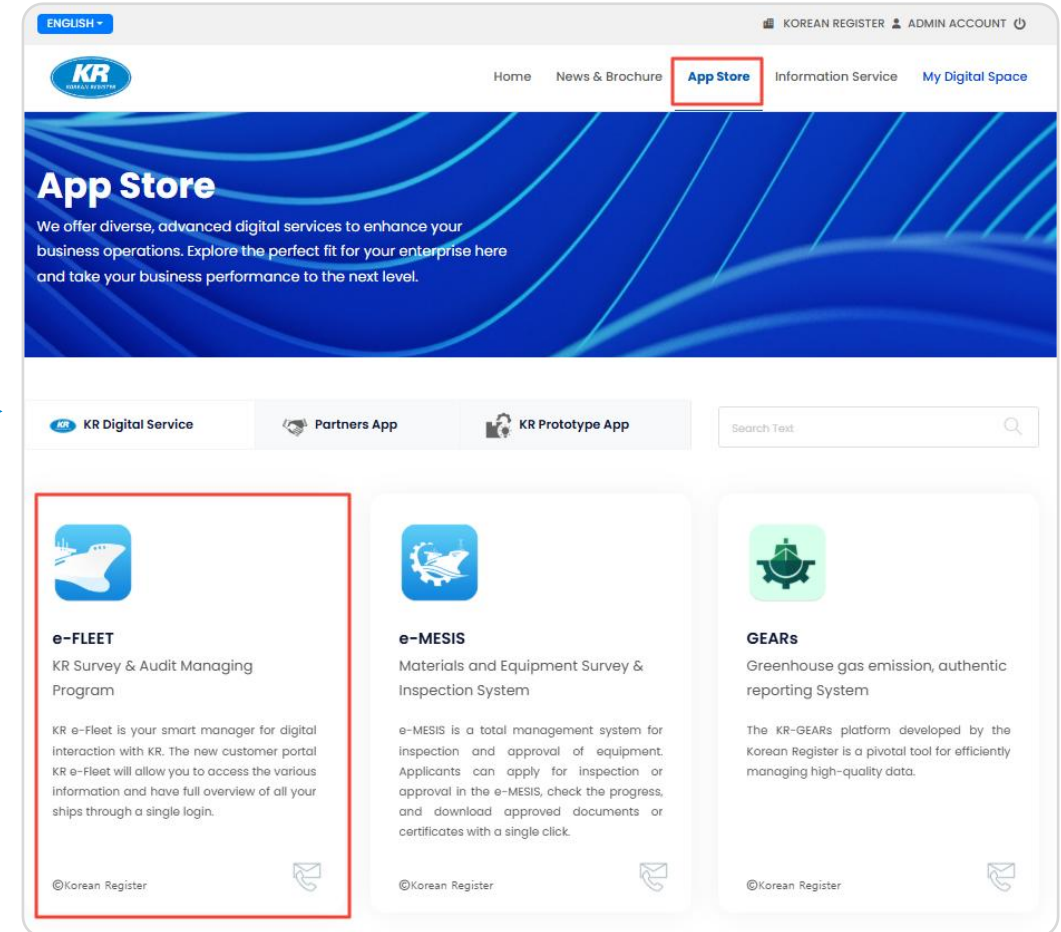 ENGLISH
KOREAN REGISTER ADMIN ACCOUNT
KR
KOREAN REGISTER
Home News & Brochure App Store Information Service My Digital Space
App Store
We offer diverse, advanced digital services to enhance your
business operations. Explore the perfect fit for your enterprise here
and take your business performance to the next level.
KR KR Digital Service Partners App KR Prototype App Search Text
e-FLEET
KR Survey & Audit Managing
Program
KR e-Fleet is your smart manager for digital
interaction with KR. The new customer portal
KR e-Fleet will allow you to access the various
information and have full overview of all your
ships through a single login.
©Korean Register
e-MESIS
Materials and Equipment Survey &
Inspection System
e-MESIS is a total management system for
inspection and approval of equipment.
Applicants can apply for inspection or
approval in the e-MESIS, check the progress,
and download approved documents or
certificates with a single click.
©Korean Register
GEARs
Greenhouse gas emission, authentic
reporting System
The KR-GEARs platform developed by the
Korean Register is a pivotal tool for efficiently
managing high-quality data.
©Korean Register